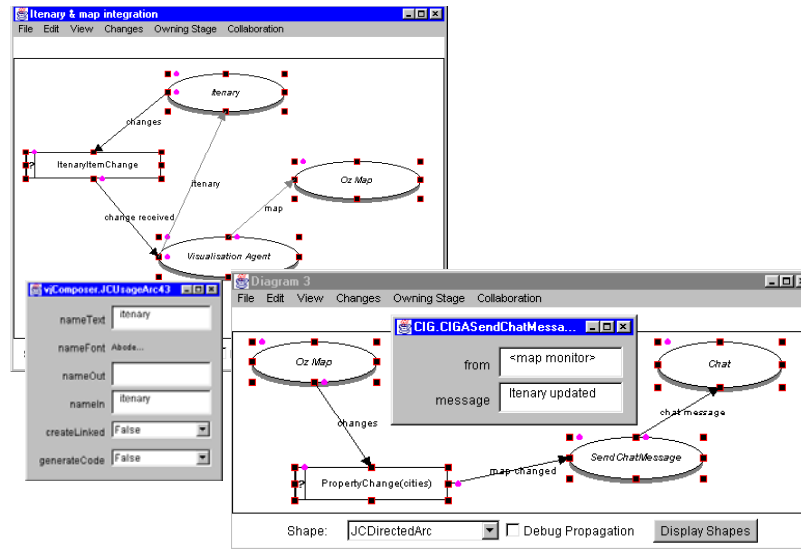 Itenary & map integration
File Edit View Changes Owning Stage Collaboration
Itenary
changes
? ItenaryItemChange
itenary
Oz Map
map
change received
Visualisation Agent
vjComposer.JCUsageArc43
nameText itenary
nameFont Abcde...
nameOut
nameIn itenary
createLinked False
generateCode False
Diagram 3
File Edit View Changes Owning Stage Collaboration
CIG.CIGASendChatMessa...
from <map monitor>
message Itenary updated
Oz Map
Chat
changes
chat message
SendChatMessage
map changed
? PropertyChange(cities)
Shape: JCDirectedArc Debug Propagation Display Shapes